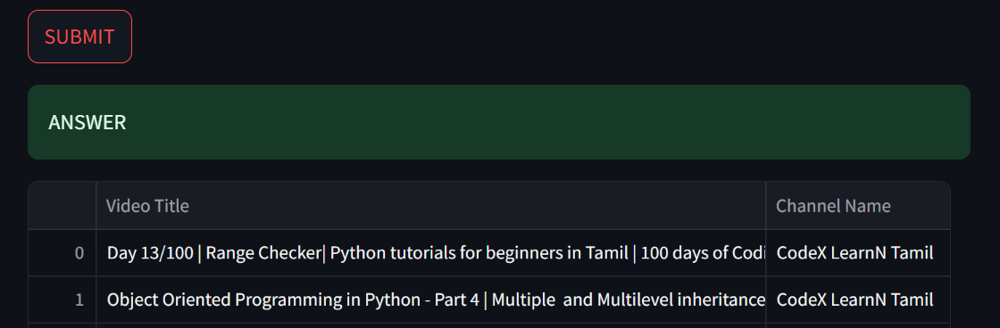 SUBMIT
ANSWER
Video Title Channel Name
0 Day 13/100 | Range Checker| Python tutorials for beginners in Tamil | 100 days of Codi CodeX LearnN Tamil
1 Object Oriented Programming in Python - Part 4 | Multiple  and Multilevel inheritance CodeX LearnN Tamil